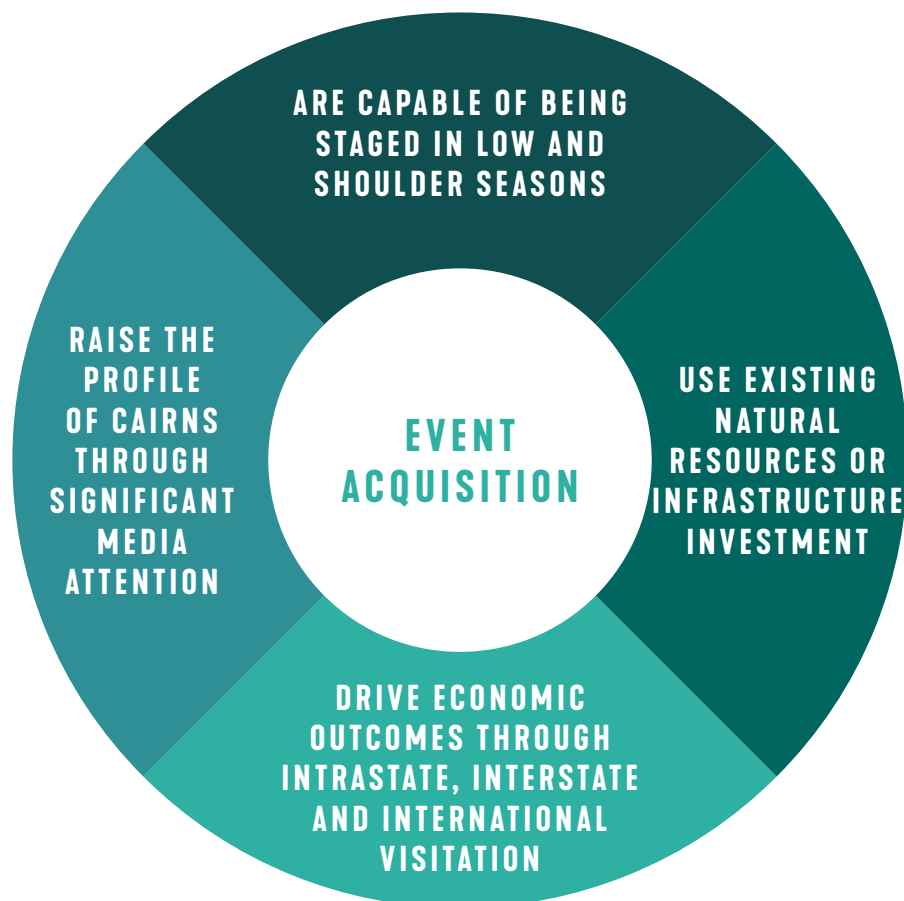 ARE CAPABLE OF BEING
STAGED IN LOW AND
SHOULDER SEASONS
RAISE THE
PROFILE
OF CAIRNS
THROUGH
SIGNIFICANT
MEDIA
ATTENTION
EVENT
ACQUISITION
USE EXISTING
NATURAL
RESOURCES OR
INFRASTRUCTURE
INVESTMENT
DRIVE ECONOMIC
OUTCOMES THROUGH
INTRASTATE, INTERSTATE
AND INTERNATIONAL
VISITATION